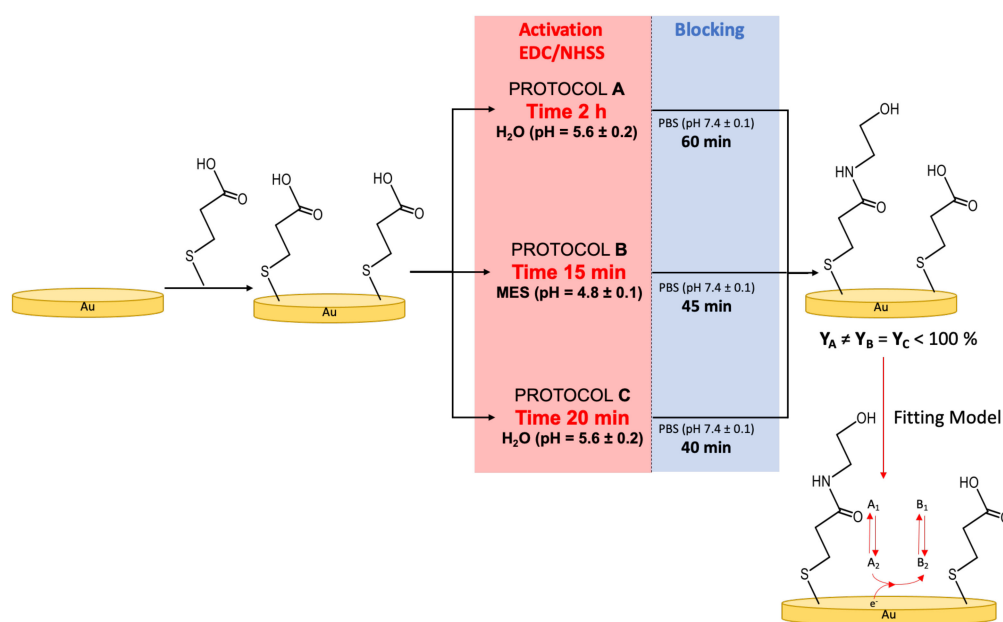 Activation
EDC/NHSS
Blocking
PROTOCOL A
Time 2 h
H₂O (pH = 5.6 ± 0.2)
PBS (pH 7.4 ± 0.1)
60 min
PROTOCOL B
Time 15 min
MES (pH = 4.8 ± 0.1)
PBS (pH 7.4 ± 0.1)
45 min
PROTOCOL C
Time 20 min
H₂O (pH = 5.6 ± 0.2)
PBS (pH 7.4 ± 0.1)
40 min
Au
HO
O
S
HO
O
S
HO
O
S
Au
OH
HN
O
S
HO
O
S
Au
Y_A ≠ Y_B = Y_C < 100 %
Fitting Model
OH
HN
O
S
A₁
B₁
A₂
B₂
e⁻
HO
O
S
Au